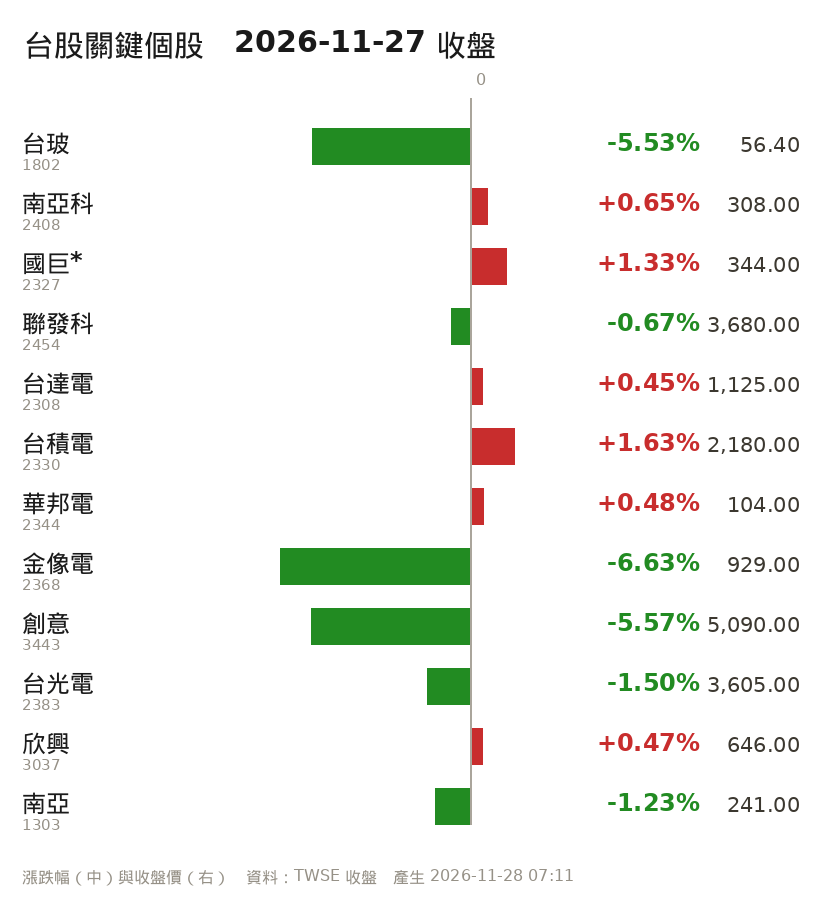 台股關鍵個股 2026-11-27 收盤
0
台玻 -5.53% 56.40
1802
南亞科 +0.65% 308.00
2408
國巨* +1.33% 344.00
2327
聯發科 -0.67% 3,680.00
2454
台達電 +0.45% 1,125.00
2308
台積電 +1.63% 2,180.00
2330
華邦電 +0.48% 104.00
2344
金像電 -6.63% 929.00
2368
創意 -5.57% 5,090.00
3443
台光電 -1.50% 3,605.00
2383
欣興 +0.47% 646.00
3037
南亞 -1.23% 241.00
1303
漲跌幅（中）與收盤價（右） 資料：TWSE 收盤 產生 2026-11-28 07:11